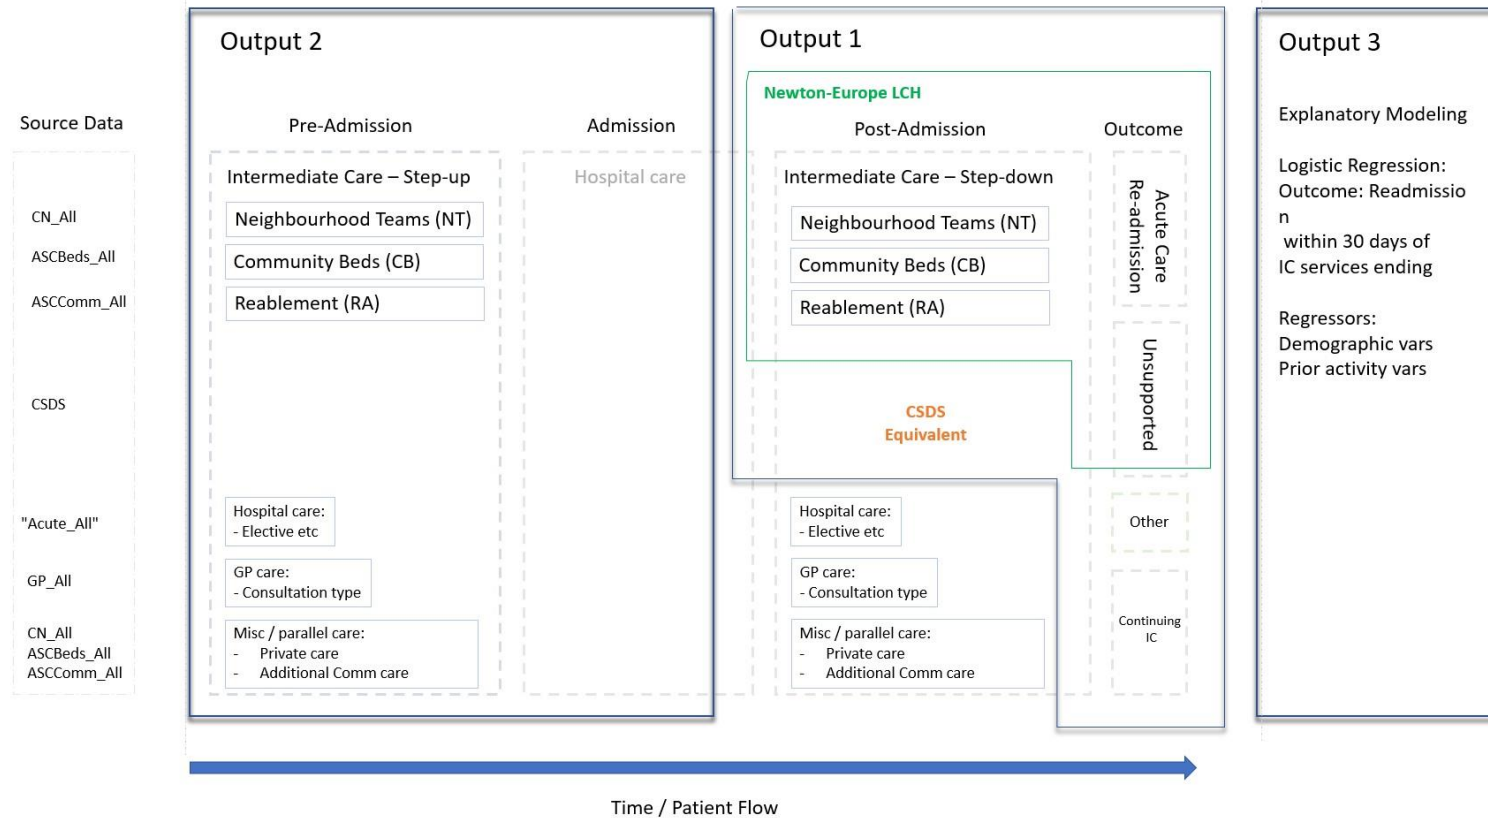 Output 2
Output 1
Output 3
Newton-Europe LCH
Source Data
Pre-Admission
Admission
Post-Admission
Outcome
Explanatory Modeling
Logistic Regression:
Outcome: Readmissio
n
within 30 days of
IC services ending
Regressors:
Demographic vars
Prior activity vars
CN_All
ASCBeds_All
ASCComm_All
CSDS
"Acute_All"
GP_All
CN_All
ASCBeds_All
ASCComm_All
Intermediate Care – Step-up
Neighbourhood Teams (NT)
Community Beds (CB)
Reablement (RA)
Hospital care:
- Elective etc
GP care:
- Consultation type
Misc / parallel care:
- Private care
- Additional Comm care
Hospital care
Intermediate Care – Step-down
Neighbourhood Teams (NT)
Community Beds (CB)
Reablement (RA)
CSDS
Equivalent
Hospital care:
- Elective etc
GP care:
- Consultation type
Misc / parallel care:
- Private care
- Additional Comm care
Acute Care
Re-admission
Unsupported
Other
Continuing
IC
Time / Patient Flow